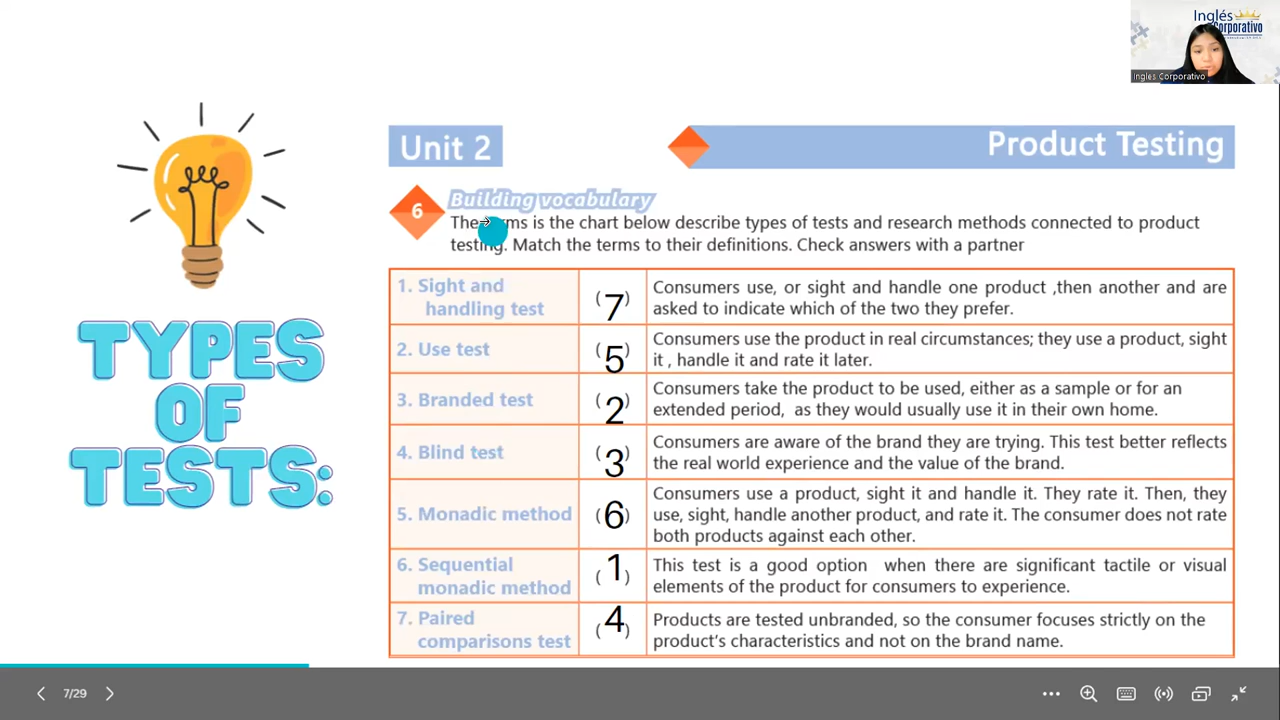 Inglés
Corporativo
Ingles Corporativo
Unit 2
Product Testing
6
Building vocabulary
The terms is the chart below describe types of tests and research methods connected to product
testing. Match the terms to their definitions. Check answers with a partner
TYPES
OF
TESTS:
1. Sight and
handling test
(7)
Consumers use, or sight and handle one product ,then another and are
asked to indicate which of the two they prefer.
2. Use test
(5)
Consumers use the product in real circumstances; they use a product, sight
it , handle it and rate it later.
3. Branded test
(2)
Consumers take the product to be used, either as a sample or for an
extended period, as they would usually use it in their own home.
4. Blind test
(3)
Consumers are aware of the brand they are trying. This test better reflects
the real world experience and the value of the brand.
5. Monadic method
(6)
Consumers use a product, sight it and handle it. They rate it. Then, they
use, sight, handle another product, and rate it. The consumer does not rate
both products against each other.
6. Sequential
monadic method
(1)
This test is a good option when there are significant tactile or visual
elements of the product for consumers to experience.
7. Paired
comparisons test
(4)
Products are tested unbranded, so the consumer focuses strictly on the
product's characteristics and not on the brand name.
7/29